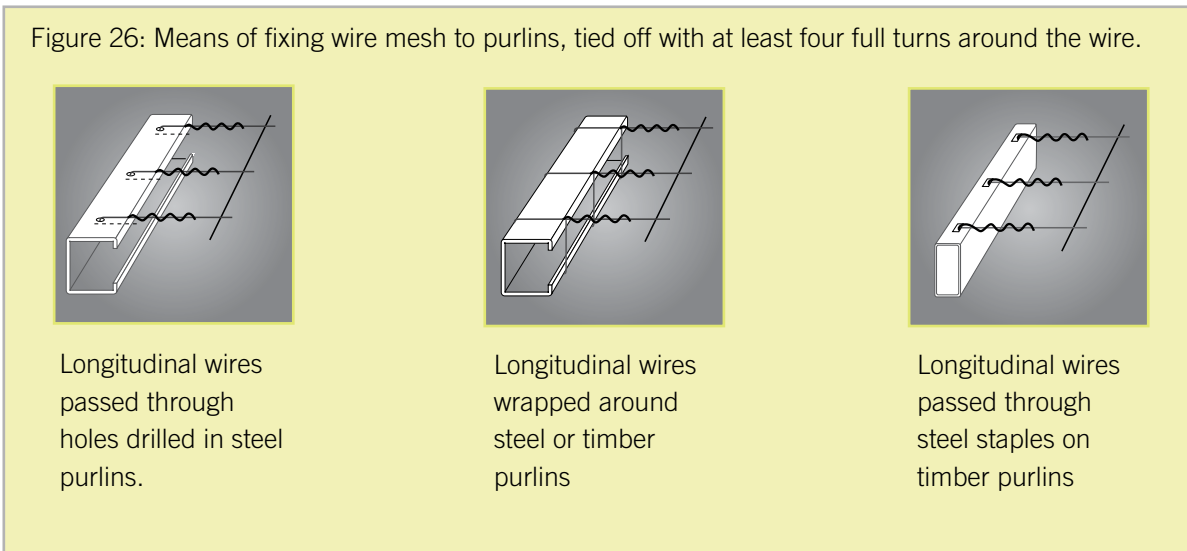 Figure 26: Means of fixing wire mesh to purlins, tied off with at least four full turns around the wire.
Longitudinal wires
passed through
holes drilled in steel
purlins.
Longitudinal wires
wrapped around
steel or timber
purlins
Longitudinal wires
passed through
steel staples on
timber purlins